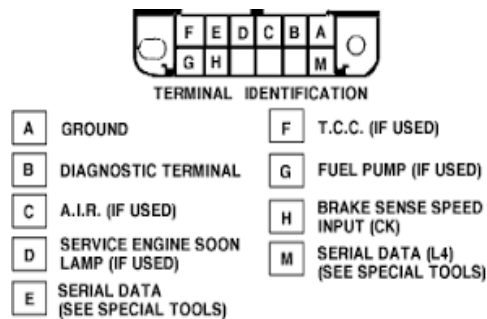 F E D C B A
G H M
TERMINAL IDENTIFICATION
A GROUND
B DIAGNOSTIC TERMINAL
C A.I.R. (IF USED)
D SERVICE ENGINE SOON
LAMP (IF USED)
E SERIAL DATA
(SEE SPECIAL TOOLS)
F T.C.C. (IF USED)
G FUEL PUMP (IF USED)
H BRAKE SENSE SPEED
INPUT (CK)
M SERIAL DATA (L4)
(SEE SPECIAL TOOLS)